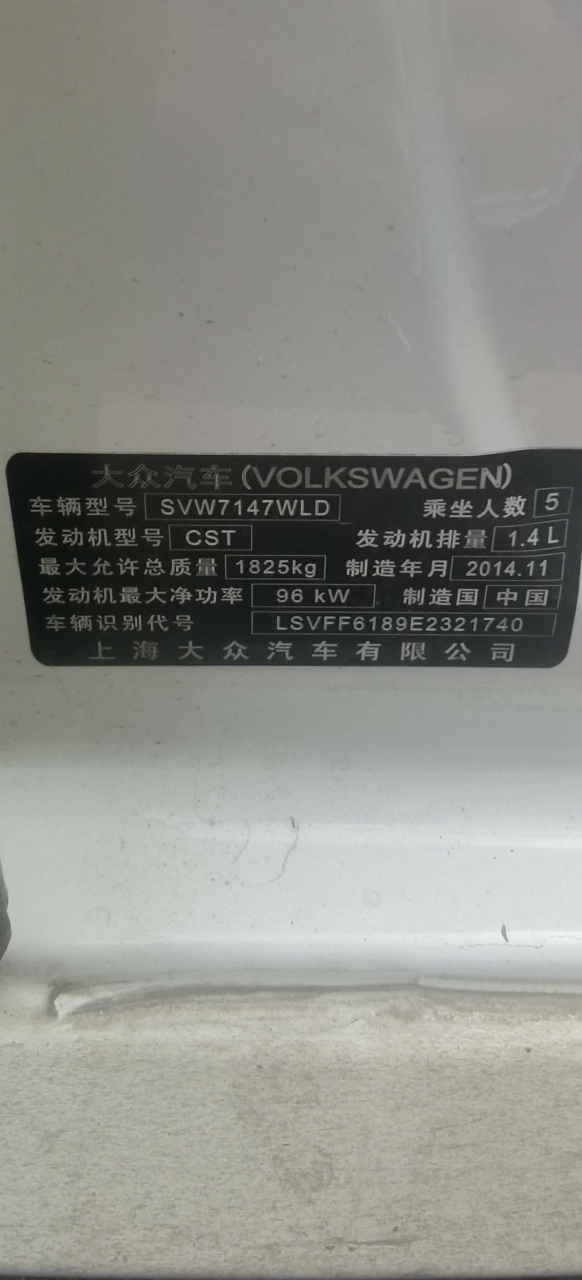 大众汽车(VOLKSWAGEN)
车辆型号 SVW7147WLD 乘坐人数 5
发动机型号 CST 发动机排量 1.4 L
最大允许总质量 1825kg 制造年月 2014.11
发动机最大净功率 96 kW 制造国 中国
车辆识别代号 LSVFF6189E2321740
上海大众汽车有限公司